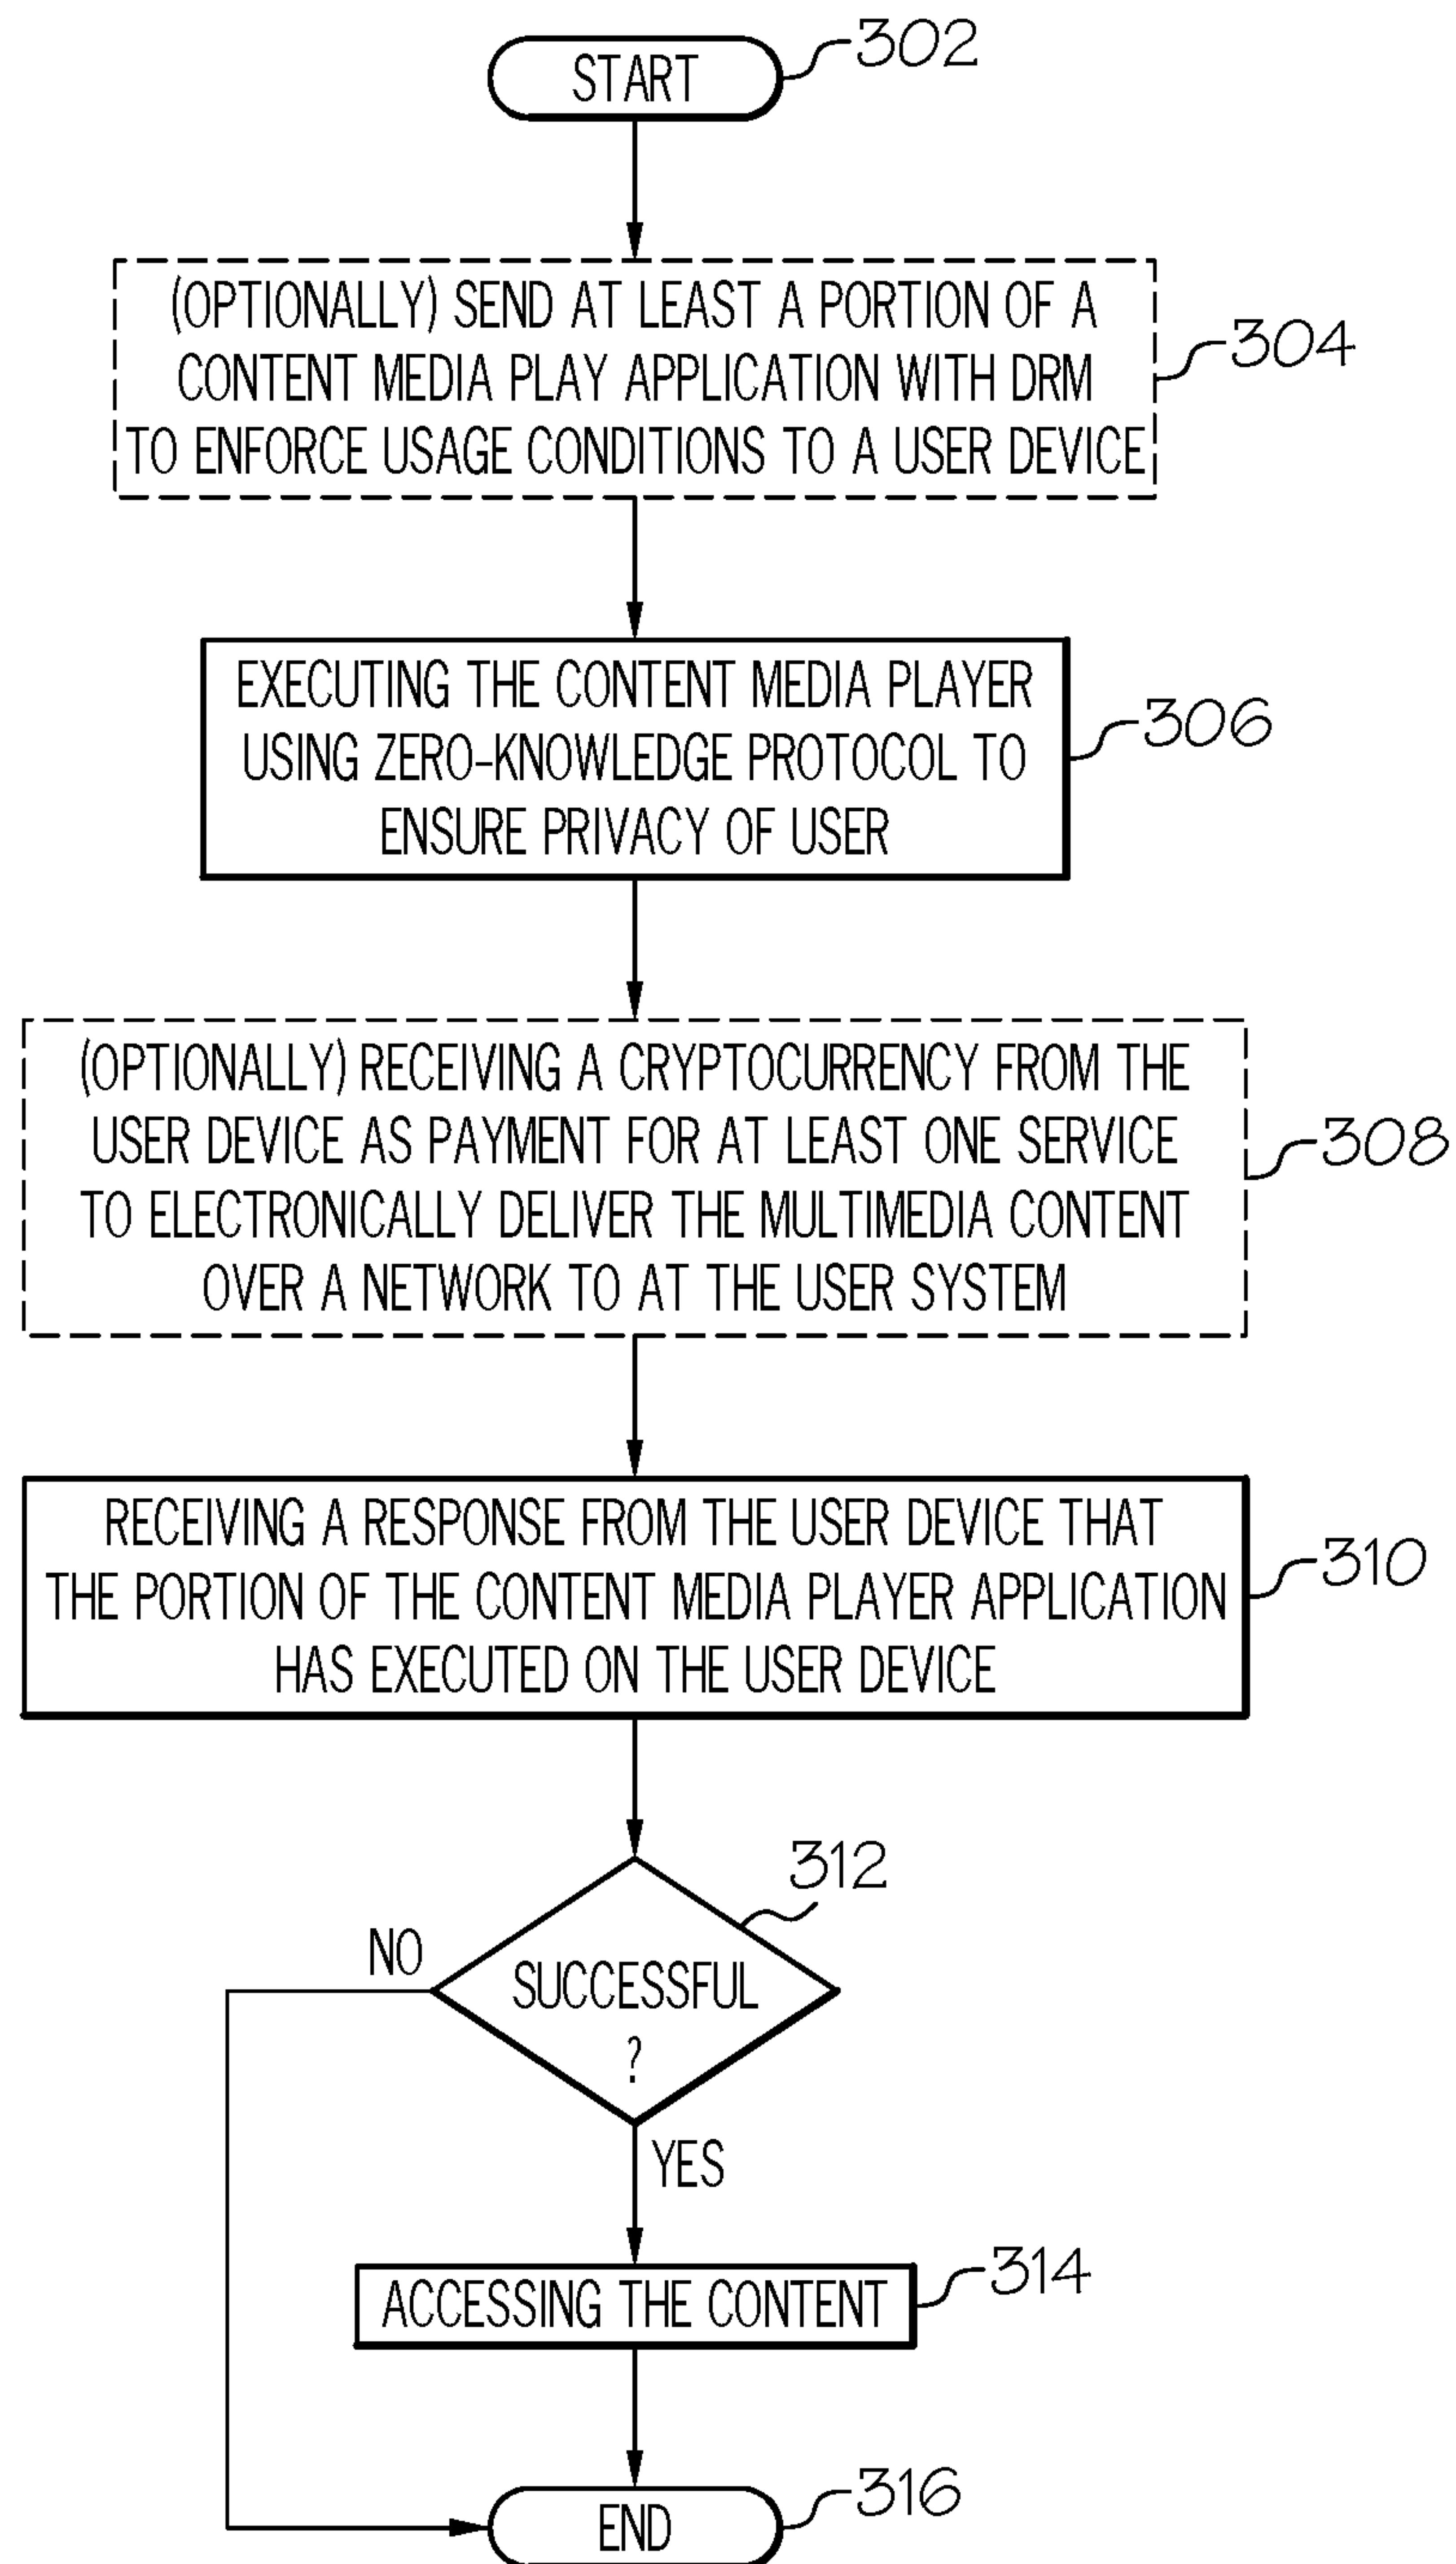 START
302
(OPTIONALLY) SEND AT LEAST A PORTION OF A
CONTENT MEDIA PLAY APPLICATION WITH DRM
TO ENFORCE USAGE CONDITIONS TO A USER DEVICE
304
EXECUTING THE CONTENT MEDIA PLAYER
USING ZERO-KNOWLEDGE PROTOCOL TO
ENSURE PRIVACY OF USER
306
(OPTIONALLY) RECEIVING A CRYPTOCURRENCY FROM THE
USER DEVICE AS PAYMENT FOR AT LEAST ONE SERVICE
TO ELECTRONICALLY DELIVER THE MULTIMEDIA CONTENT
OVER A NETWORK TO AT THE USER SYSTEM
308
RECEIVING A RESPONSE FROM THE USER DEVICE THAT
THE PORTION OF THE CONTENT MEDIA PLAYER APPLICATION
HAS EXECUTED ON THE USER DEVICE
310
312
NO
SUCCESSFUL
?
YES
ACCESSING THE CONTENT
314
END
316